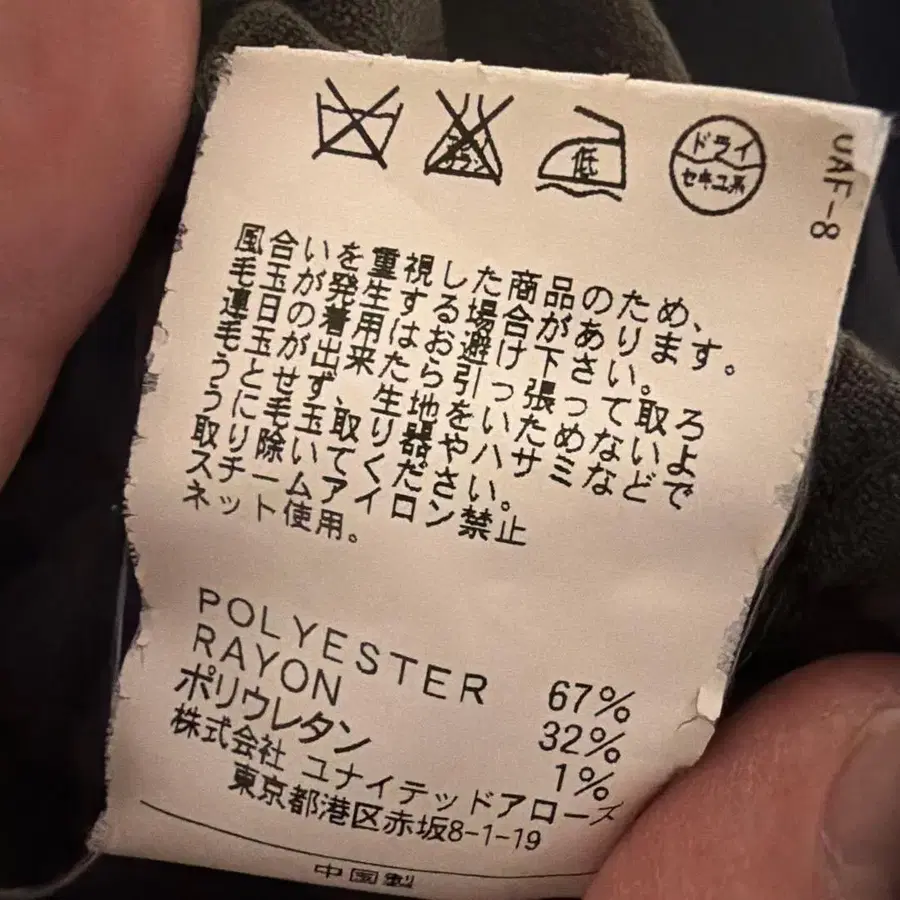 ドライ
セキユ系
エンソ
サラシ
低
UAF-8
風合いを重視した商品のため、
毛玉が発生する場合があります。
連日の着用はお避け下さい。
毛玉が出来たら引っ張って取ろ
うとせず、生地をいためないよ
うに毛玉取り器やハサミなどで
取り除いてください。
スチームアイロン禁止
ネット使用。
POLYESTER 67%
RAYON 32%
ポリウレタン 1%
株式会社 ユナイテッドアローズ
東京都港区赤坂8-1-19
中国製